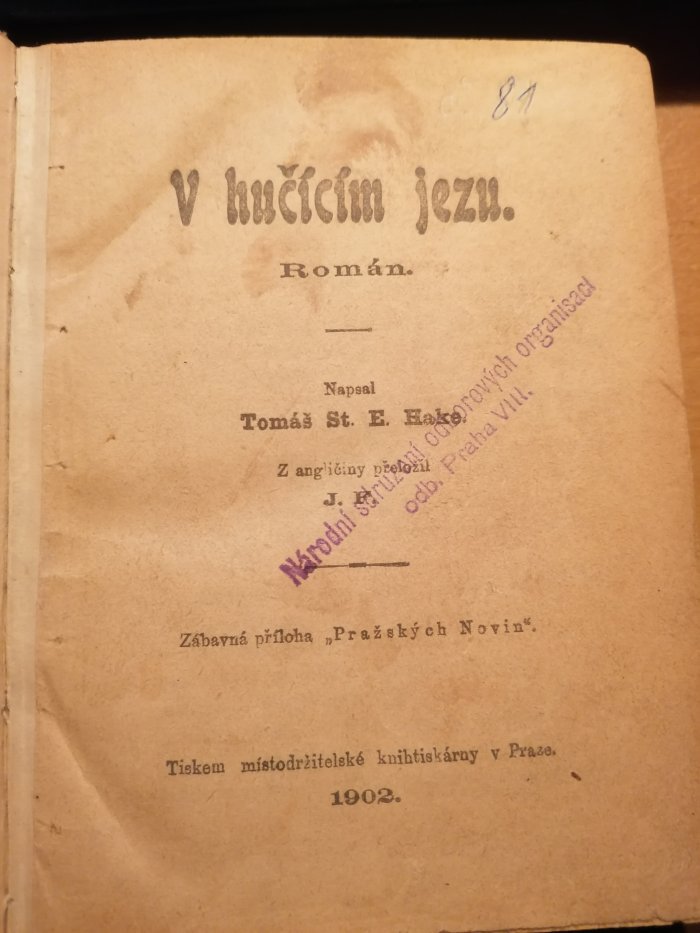 81
V hučícím jezu.
Román.
Napsal
Tomáš St. E. Hake.
Z angličiny přeložil
J. F.
Národní sdružení odborových organisací
odb. Praha VIII.
Zábavná příloha „Pražských Novin“.
Tiskem místodržitelské knihtiskárny v Praze.
1902.